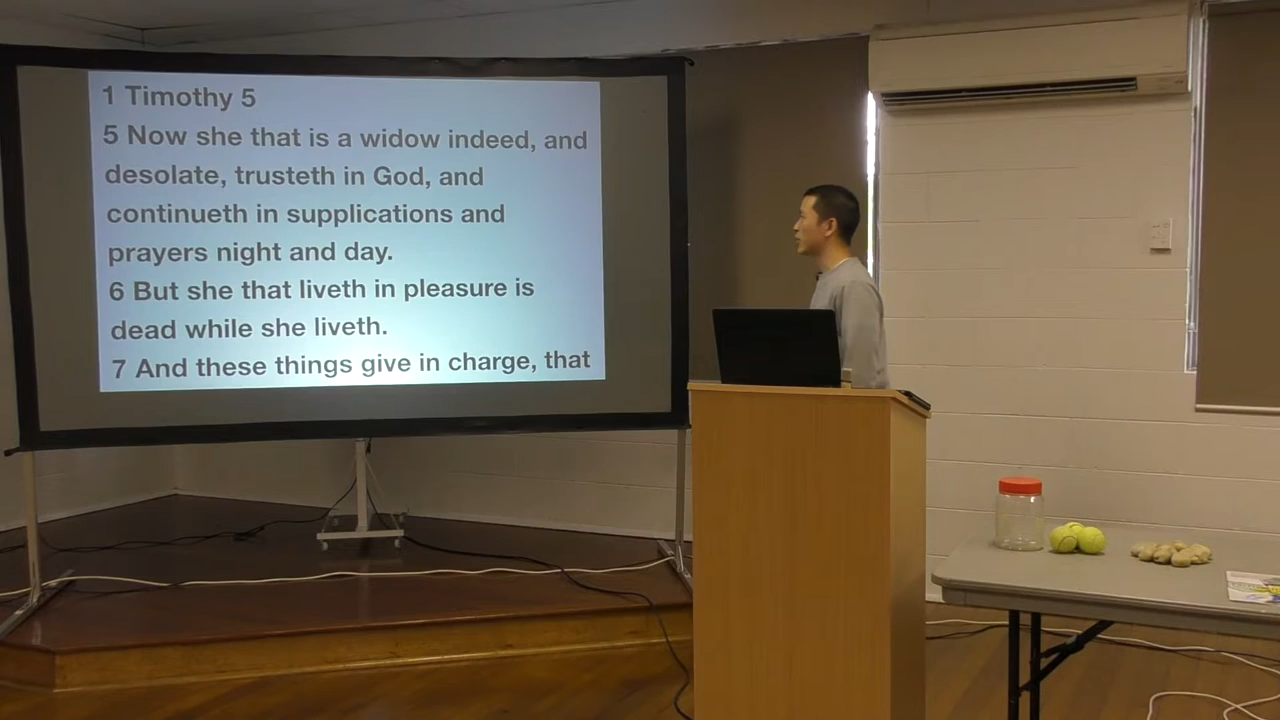 1 Timothy 5
5 Now she that is a widow indeed, and
desolate, trusteth in God, and
continueth in supplications and
prayers night and day.
6 But she that liveth in pleasure is
dead while she liveth.
7 And these things give in charge, that